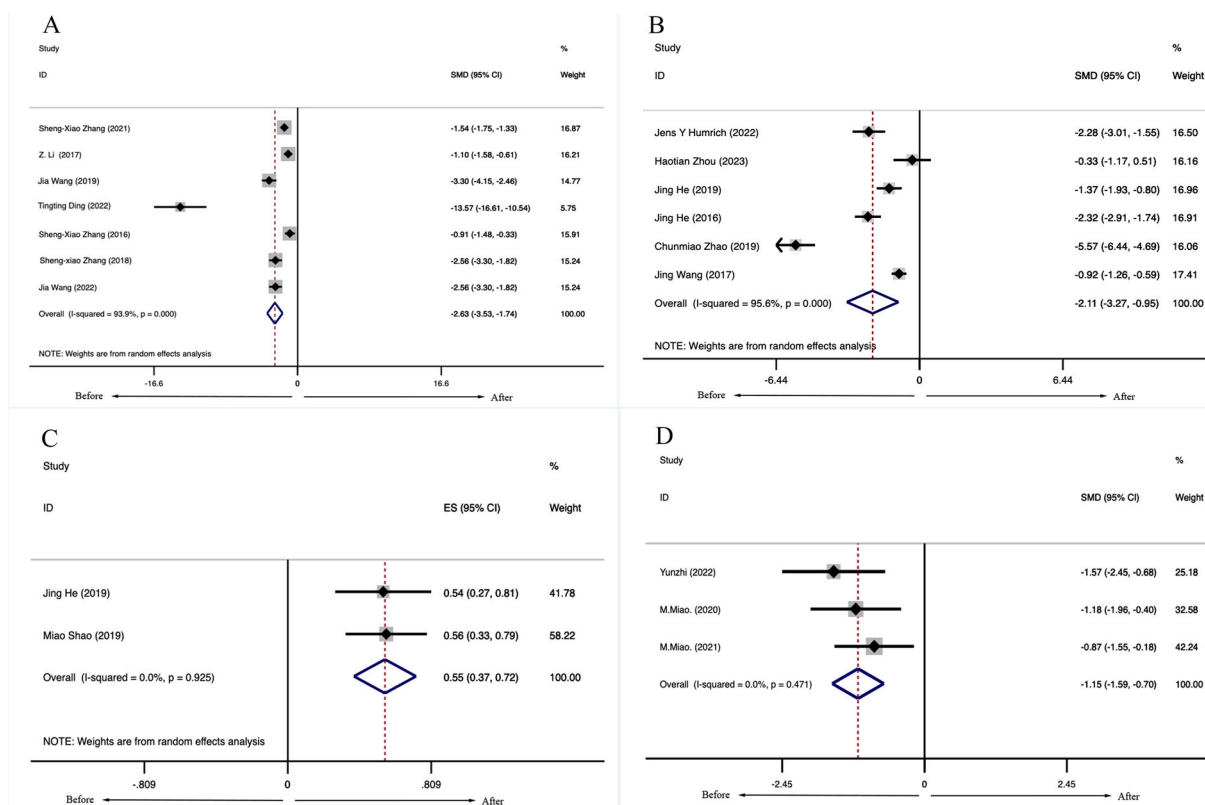 A
Study %
ID SMD (95% CI) Weight
Sheng-Xiao Zhang (2021) -1.54 (-1.75, -1.33) 16.87
Z. Li (2017) -1.10 (-1.58, -0.61) 16.21
Jia Wang (2019) -3.30 (-4.15, -2.46) 14.77
Tingting Ding (2022) -13.57 (-16.61, -10.54) 5.75
Sheng-Xiao Zhang (2016) -0.91 (-1.48, -0.33) 15.91
Sheng-xiao Zhang (2018) -2.56 (-3.30, -1.82) 15.24
Jia Wang (2022) -2.56 (-3.30, -1.82) 15.24
Overall (I-squared = 93.9%, p = 0.000) -2.63 (-3.53, -1.74) 100.00
NOTE: Weights are from random effects analysis
-16.6 0 16.6
Before After
B
Study %
ID SMD (95% CI) Weight
Jens Y Humrich (2022) -2.28 (-3.01, -1.55) 16.50
Haotian Zhou (2023) -0.33 (-1.17, 0.51) 16.16
Jing He (2019) -1.37 (-1.93, -0.80) 16.96
Jing He (2016) -2.32 (-2.91, -1.74) 16.91
Chunmiao Zhao (2019) -5.57 (-6.44, -4.69) 16.06
Jing Wang (2017) -0.92 (-1.26, -0.59) 17.41
Overall (I-squared = 95.6%, p = 0.000) -2.11 (-3.27, -0.95) 100.00
NOTE: Weights are from random effects analysis
-6.44 0 6.44
Before After
C
Study %
ID ES (95% CI) Weight
Jing He (2019) 0.54 (0.27, 0.81) 41.78
Miao Shao (2019) 0.56 (0.33, 0.79) 58.22
Overall (I-squared = 0.0%, p = 0.925) 0.55 (0.37, 0.72) 100.00
NOTE: Weights are from random effects analysis
-.809 0 .809
Before After
D
Study %
ID SMD (95% CI) Weight
Yunzhi (2022) -1.57 (-2.45, -0.68) 25.18
M.Miao. (2020) -1.18 (-1.96, -0.40) 32.58
M.Miao. (2021) -0.87 (-1.55, -0.18) 42.24
Overall (I-squared = 0.0%, p = 0.471) -1.15 (-1.59, -0.70) 100.00
-2.45 0 2.45
Before After